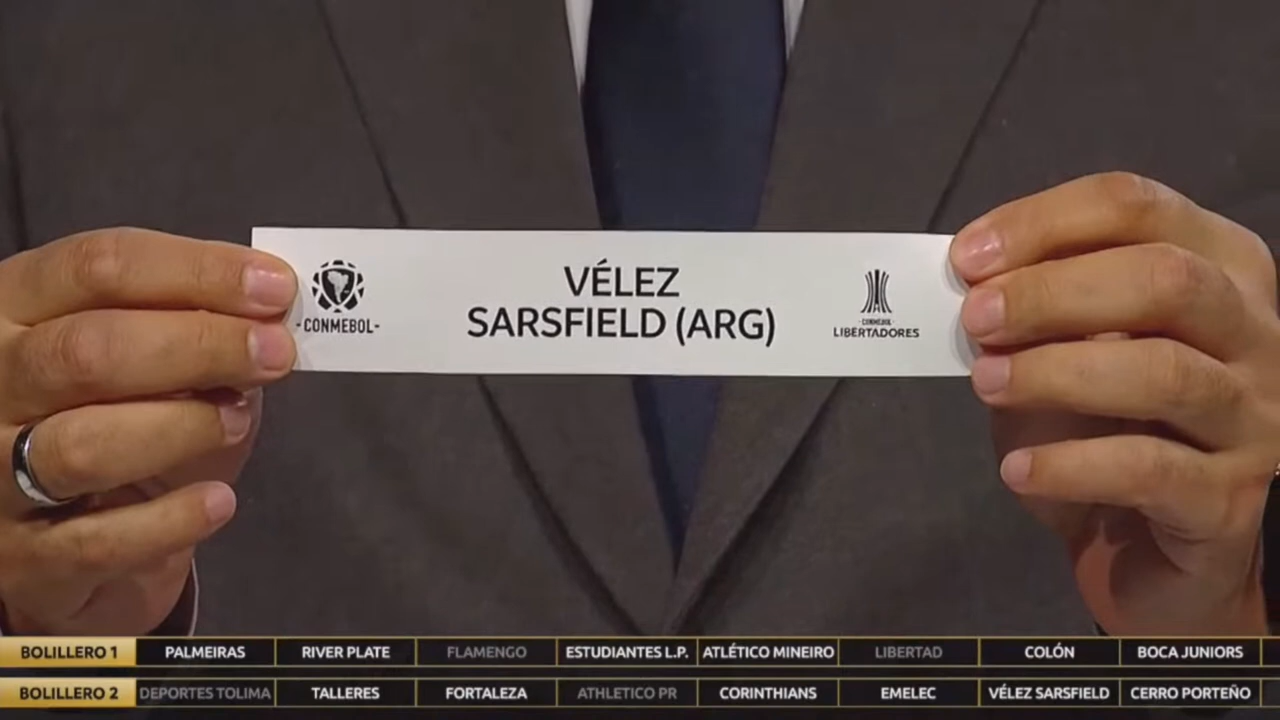 VÉLEZ
SARSFIELD (ARG)
-CONMEBOL-
-CONMEBOL-
LIBERTADORES
BOLILLERO 1 PALMEIRAS RIVER PLATE FLAMENGO ESTUDIANTES L.P. ATLÉTICO MINEIRO LIBERTAD COLÓN BOCA JUNIORS
BOLILLERO 2 DEPORTES TOLIMA TALLERES FORTALEZA ATHLETICO PR CORINTHIANS EMELEC VÉLEZ SARSFIELD CERRO PORTEÑO